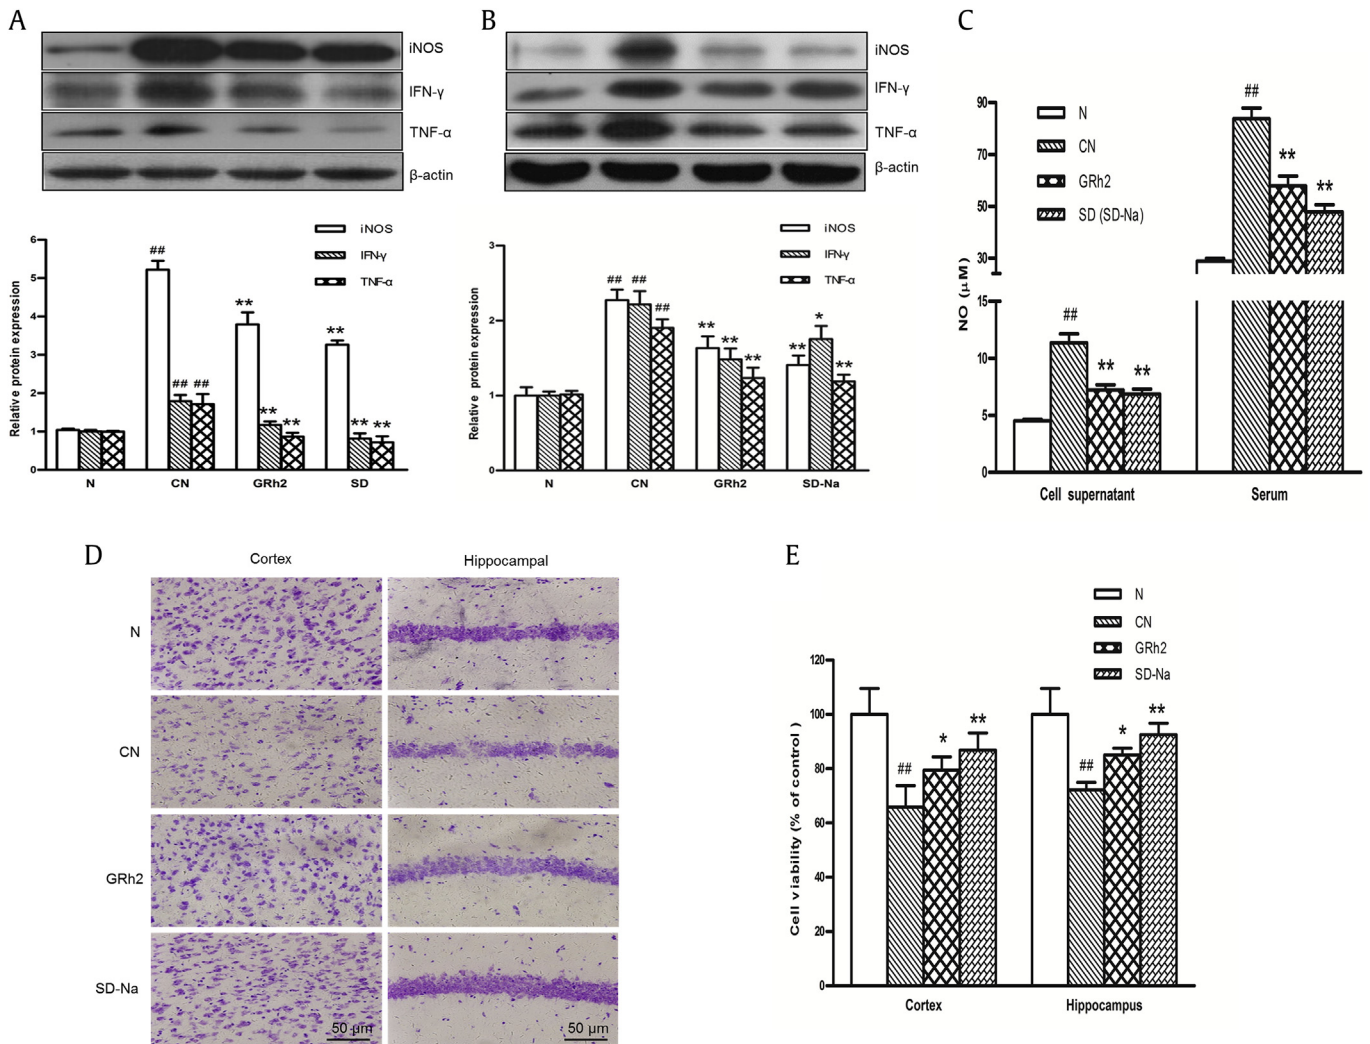 A
iNOS
IFN-γ
TNF-α
β-actin
iNOS
IFN-γ
TNF-α
Relative protein expression
6
5
4
3
2
1
0
##
## ##
**
** **
**
** **
N CN GRh2 SD
B
iNOS
IFN-γ
TNF-α
β-actin
iNOS
IFN-γ
TNF-α
Relative protein expression
3
2
1
0
## ## ##
** ** **
** * **
N CN GRh2 SD-Na
C
N
CN
GRh2
SD (SD-Na)
NO (μM)
90
70
50
30
15
10
5
0
##
** **
##
**
**
Cell supernatant Serum
D
Cortex Hippocampal
N
CN
GRh2
SD-Na
50 μm 50 μm
E
N
CN
GRh2
SD-Na
Cell viability (% of control )
120
100
80
60
40
20
0
## * **
## * **
Cortex Hippocampus